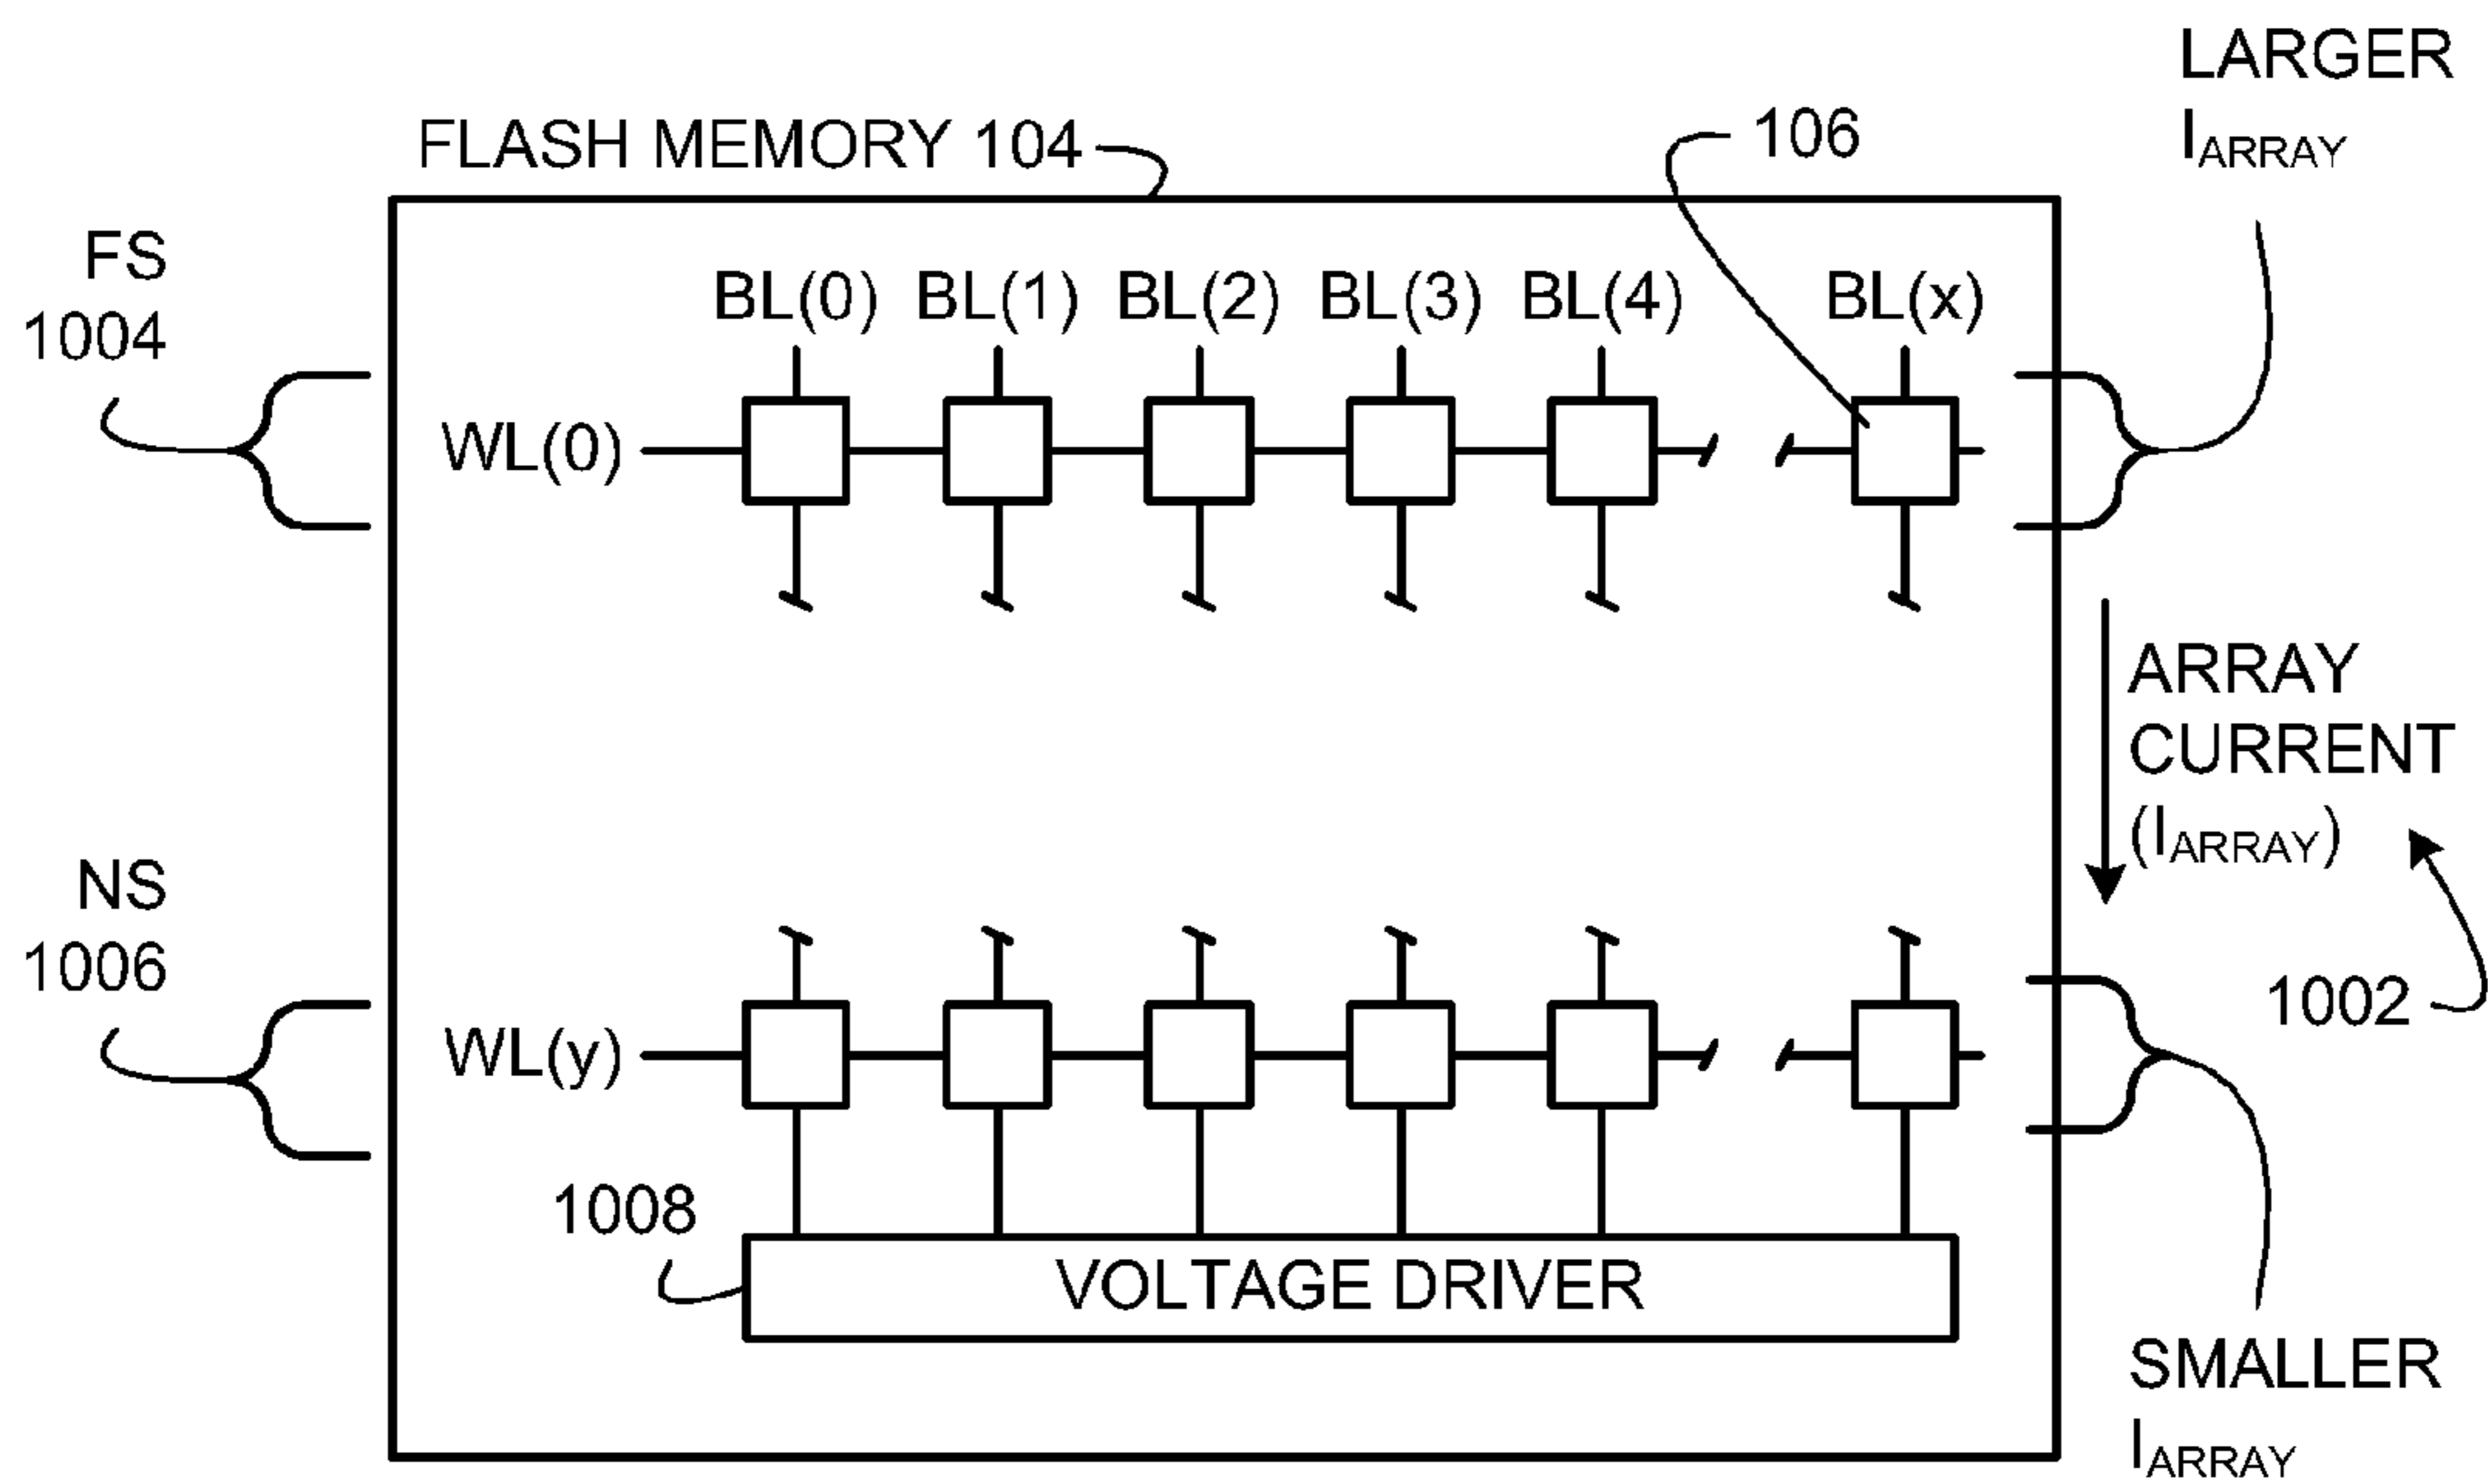 LARGER
IARRAY
FLASH MEMORY 104
106
FS
1004
BL(0) BL(1) BL(2) BL(3) BL(4) BL(x)
WL(0)
ARRAY
CURRENT
(IARRAY)
NS
1006
1002
WL(y)
1008
VOLTAGE DRIVER
SMALLER
IARRAY